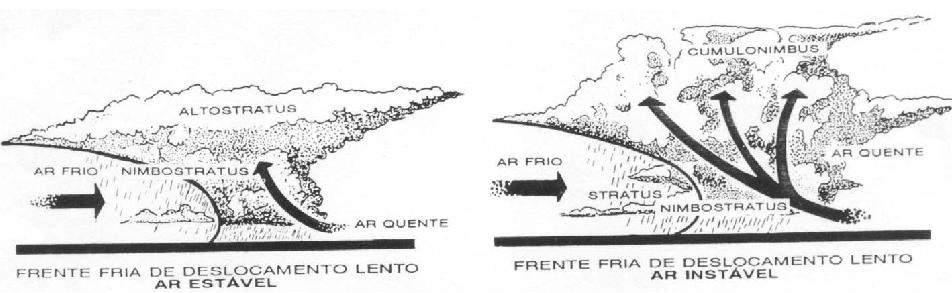 ALTOSTRATUS
AR FRIO
NIMBOSTRATUS
AR QUENTE
FRENTE FRIA DE DESLOCAMENTO LENTO
AR ESTÁVEL
CUMULONIMBUS
AR QUENTE
AR FRIO
STRATUS
NIMBOSTRATUS
FRENTE FRIA DE DESLOCAMENTO LENTO
AR INSTÁVEL